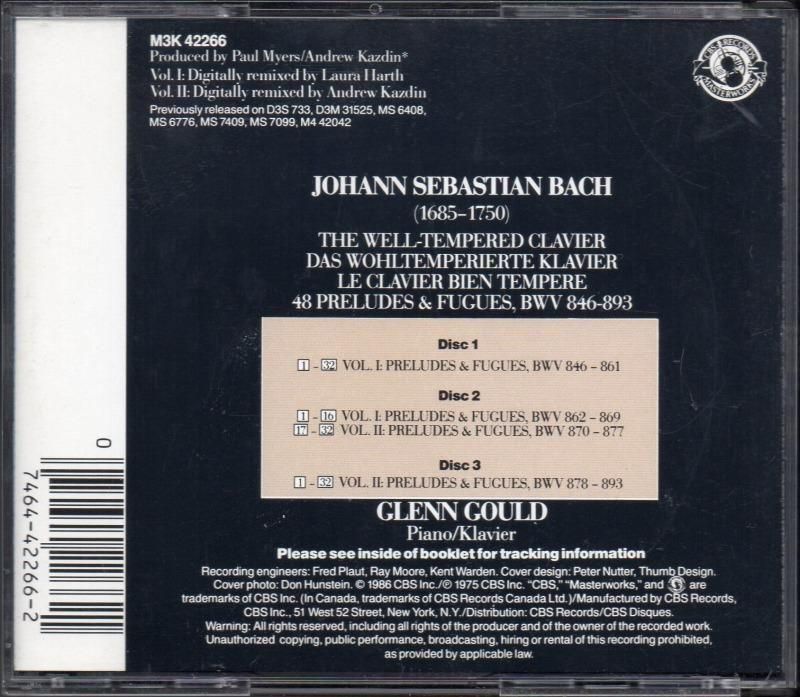 M3K 42266
Produced by Paul Myers/Andrew Kazdin*
Vol. I: Digitally remixed by Laura Harth
Vol. II: Digitally remixed by Andrew Kazdin
Previously released on D3S 733, D3M 31525, MS 6408,
MS 6776, MS 7409, MS 7099, M4 42042
CBS RECORDS
MASTERWORKS
JOHANN SEBASTIAN BACH
(1685–1750)
THE WELL-TEMPERED CLAVIER
DAS WOHLTEMPERIERTE KLAVIER
LE CLAVIER BIEN TEMPERE
48 PRELUDES & FUGUES, BWV 846-893
Disc 1
1 – 32 VOL. I: PRELUDES & FUGUES, BWV 846 – 861
Disc 2
1 – 16 VOL. I: PRELUDES & FUGUES, BWV 862 – 869
17 – 32 VOL. II: PRELUDES & FUGUES, BWV 870 – 877
Disc 3
1 – 32 VOL. II: PRELUDES & FUGUES, BWV 878 – 893
GLENN GOULD
Piano/Klavier
Please see inside of booklet for tracking information
Recording engineers: Fred Plaut, Ray Moore, Kent Warden. Cover design: Peter Nutter, Thumb Design.
Cover photo: Don Hunstein. © 1986 CBS Inc./℗ 1975 CBS Inc. "CBS," "Masterworks," and are
trademarks of CBS Inc. (In Canada, trademarks of CBS Records Canada Ltd.)/Manufactured by CBS Records,
CBS Inc., 51 West 52 Street, New York, N.Y./Distribution: CBS Records/CBS Disques.
Warning: All rights reserved, including all rights of the producer and of the owner of the recorded work.
Unauthorized copying, public performance, broadcasting, hiring or rental of this recording prohibited,
as provided by applicable law.
0
7464-42266-2